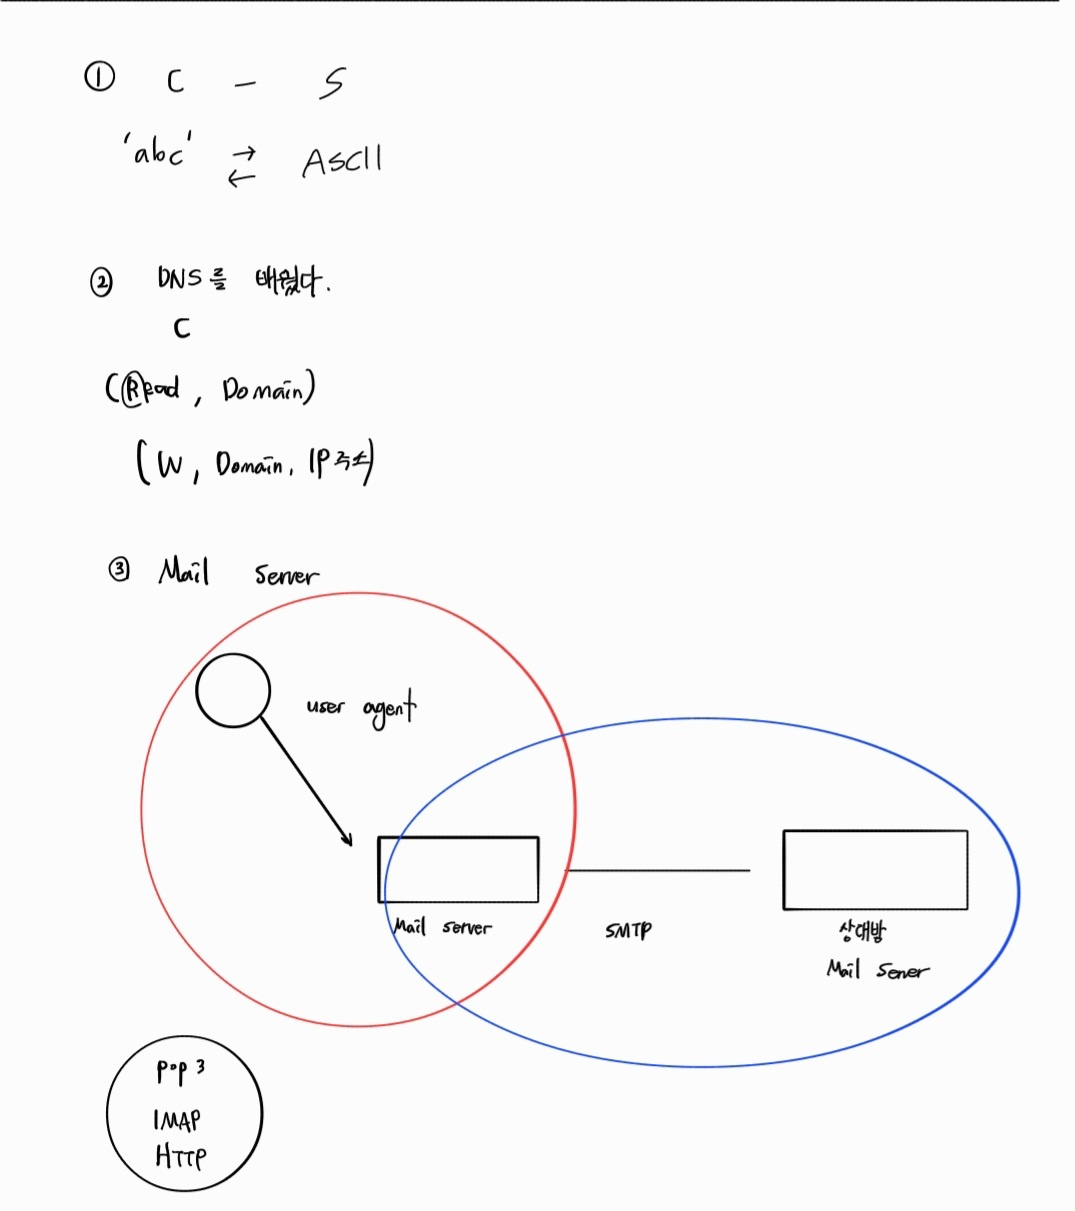 ① C - S
'abc' ⇄ ASCII
② DNS를 배웠다.
C
(Ⓡead, Domain)
(W, Domain, IP주소)
③ Mail Server
user agent
Mail server
SMTP
상대방
Mail Server
POP3
IMAP
HTTP